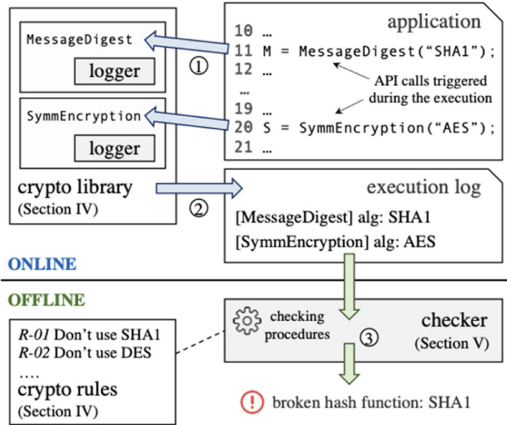 MessageDigest
logger
SymmEncryption
logger
crypto library
(Section IV)
application
10 …
11 M = MessageDigest(“SHA1”);
12 …
…
19 …
20 S = SymmEncryption(“AES”);
21 …
API calls triggered
during the execution
①
②
execution log
[MessageDigest] alg: SHA1
[SymmEncryption] alg: AES
ONLINE
OFFLINE
R-01 Don’t use SHA1
R-02 Don’t use DES
....
crypto rules
(Section IV)
checking
procedures
③
checker
(Section V)
! broken hash function: SHA1